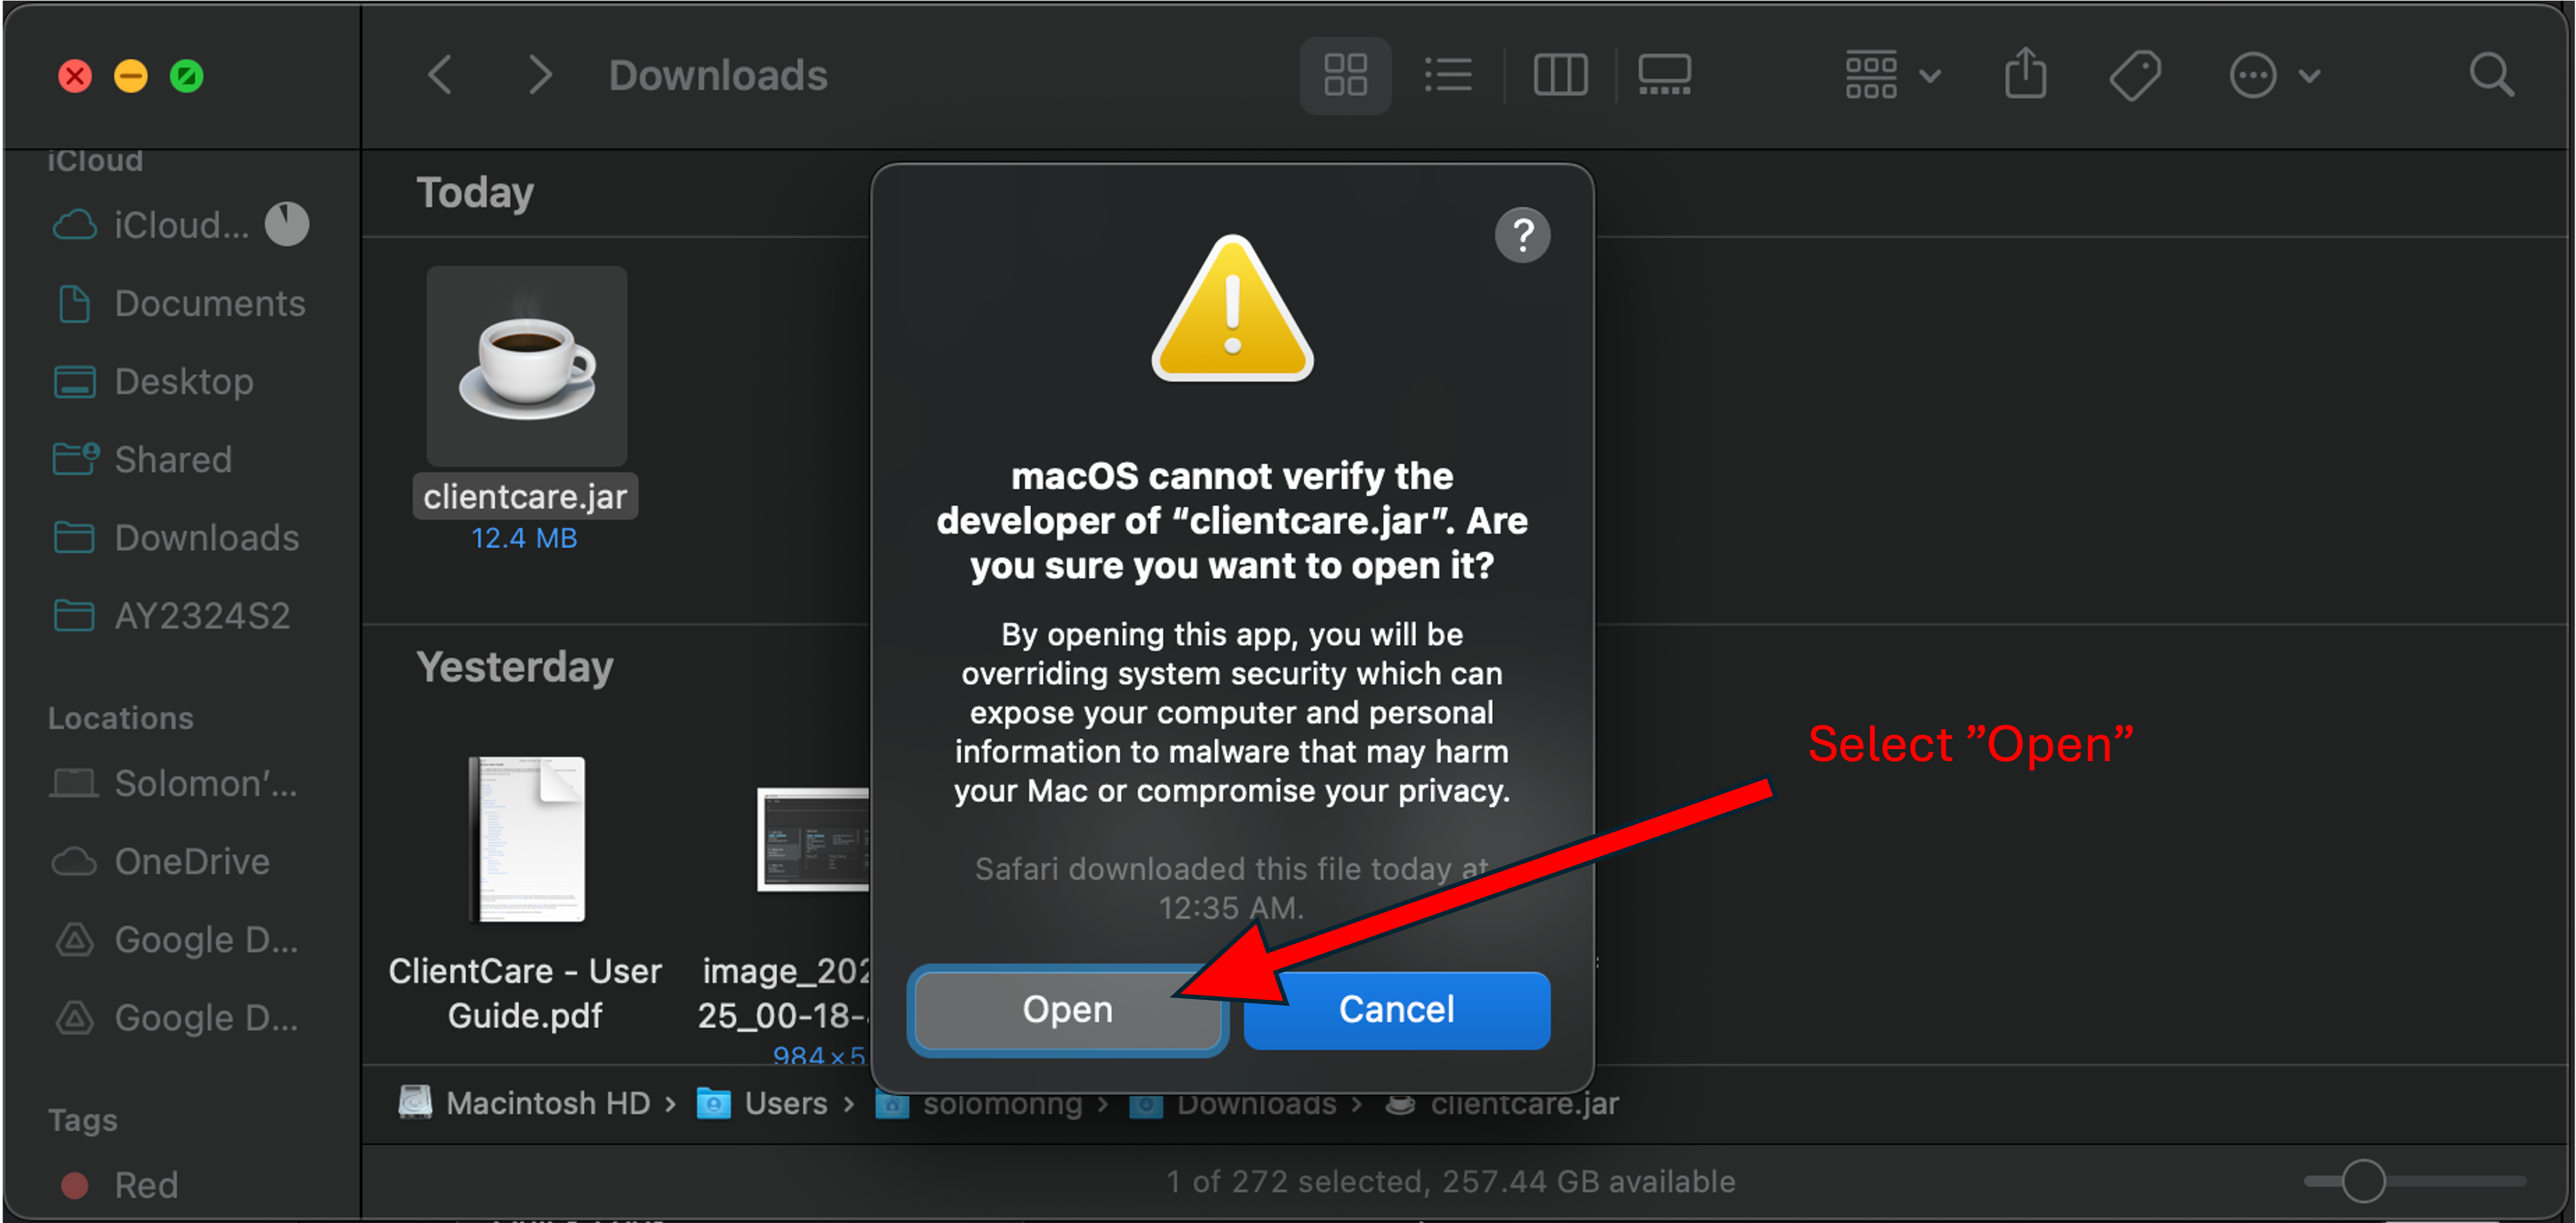 Downloads
iCloud
iCloud...
Documents
Desktop
Shared
Downloads
AY2324S2
Locations
Solomon'...
OneDrive
Google D...
Google D...
Tags
Red
Today
clientcare.jar
12.4 MB
Yesterday
ClientCare - User
Guide.pdf
image_202
25_00-18-
984×5
?
macOS cannot verify the
developer of “clientcare.jar”. Are
you sure you want to open it?
By opening this app, you will be
overriding system security which can
expose your computer and personal
information to malware that may harm
your Mac or compromise your privacy.
Safari downloaded this file today at
12:35 AM.
Open
Cancel
Select ”Open”
Macintosh HD › Users › solomonng › Downloads › clientcare.jar
1 of 272 selected, 257.44 GB available